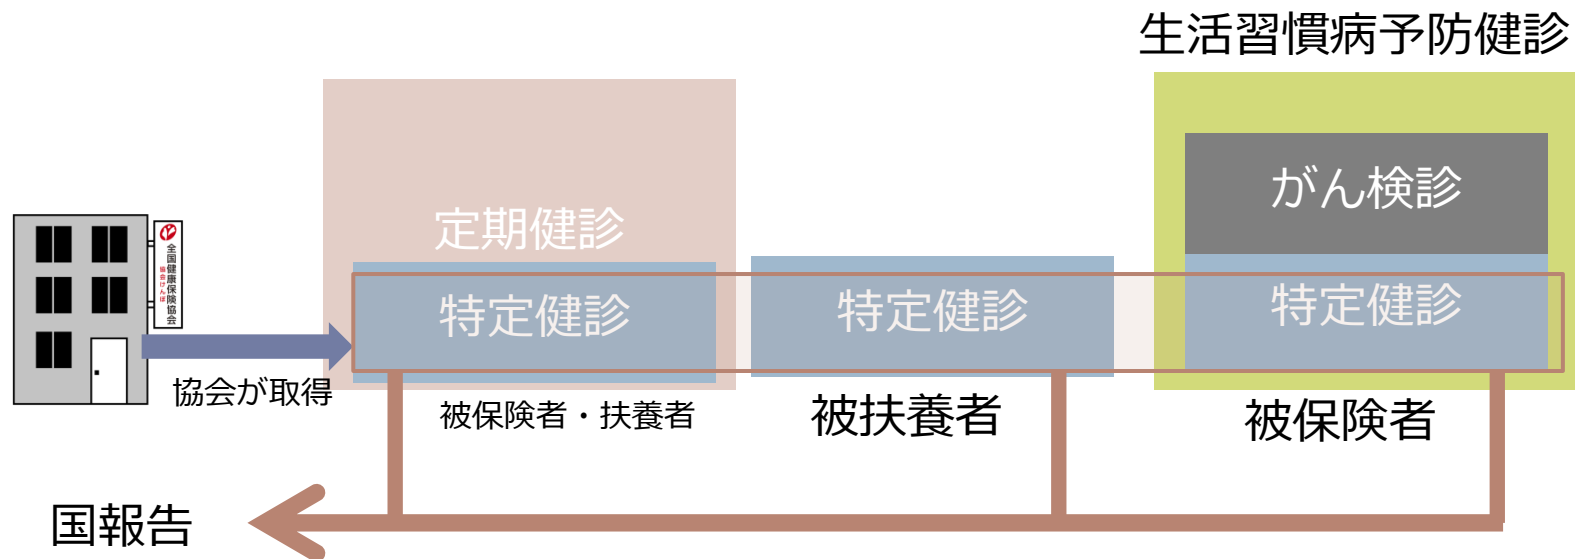 生活習慣病予防健診
がん検診
定期健診
特定健診
特定健診
特定健診
全国健康保険協会
協会けんぽ
協会が取得
被保険者・扶養者
被扶養者
被保険者
国報告